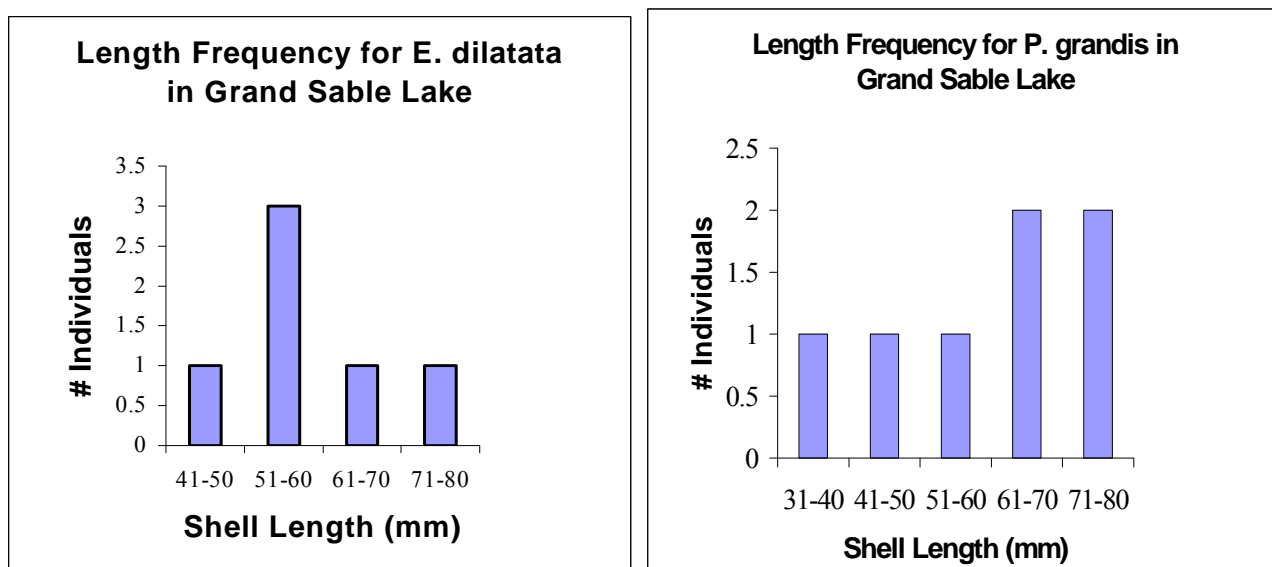 Length Frequency for E. dilatata
in Grand Sable Lake
# Individuals
3.5
3
2.5
2
1.5
1
0.5
0
41-50 51-60 61-70 71-80
Shell Length (mm)
Length Frequency for P. grandis in
Grand Sable Lake
# Individuals
2.5
2
1.5
1
0.5
0
31-40 41-50 51-60 61-70 71-80
Shell Length (mm)